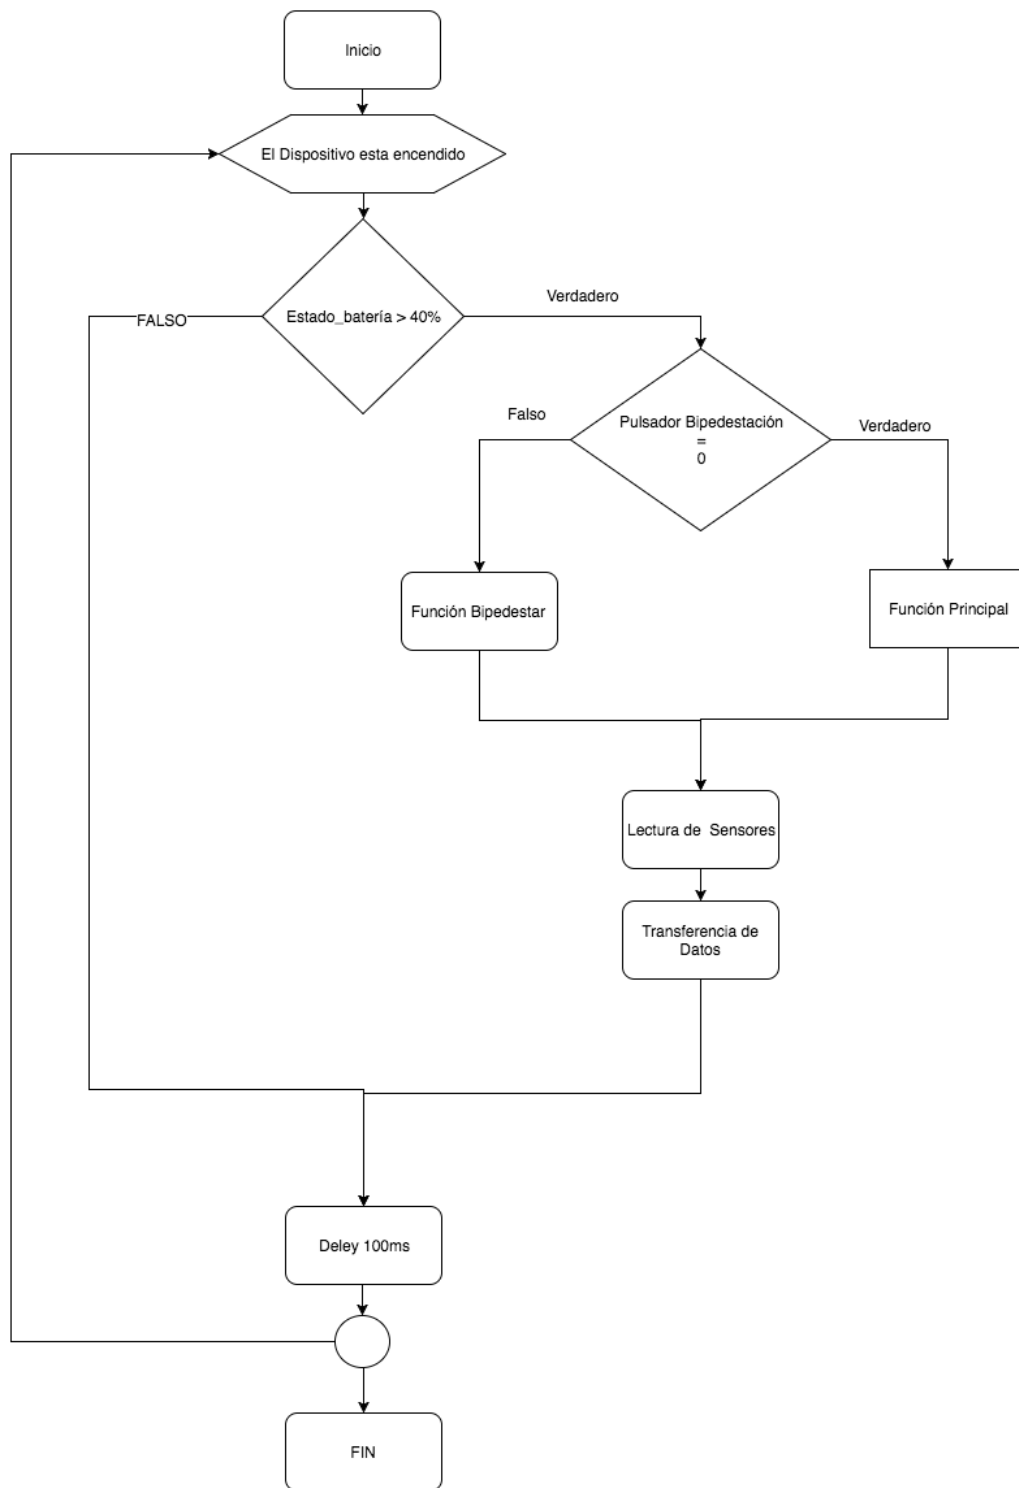 Inicio
El Dispositivo esta encendido
Verdadero
Estado_batería > 40%
FALSO
Falso
Pulsador Bipedestación
=
0
Verdadero
Función Bipedestar
Función Principal
Lectura de Sensores
Transferencia de
Datos
Deley 100ms
FIN